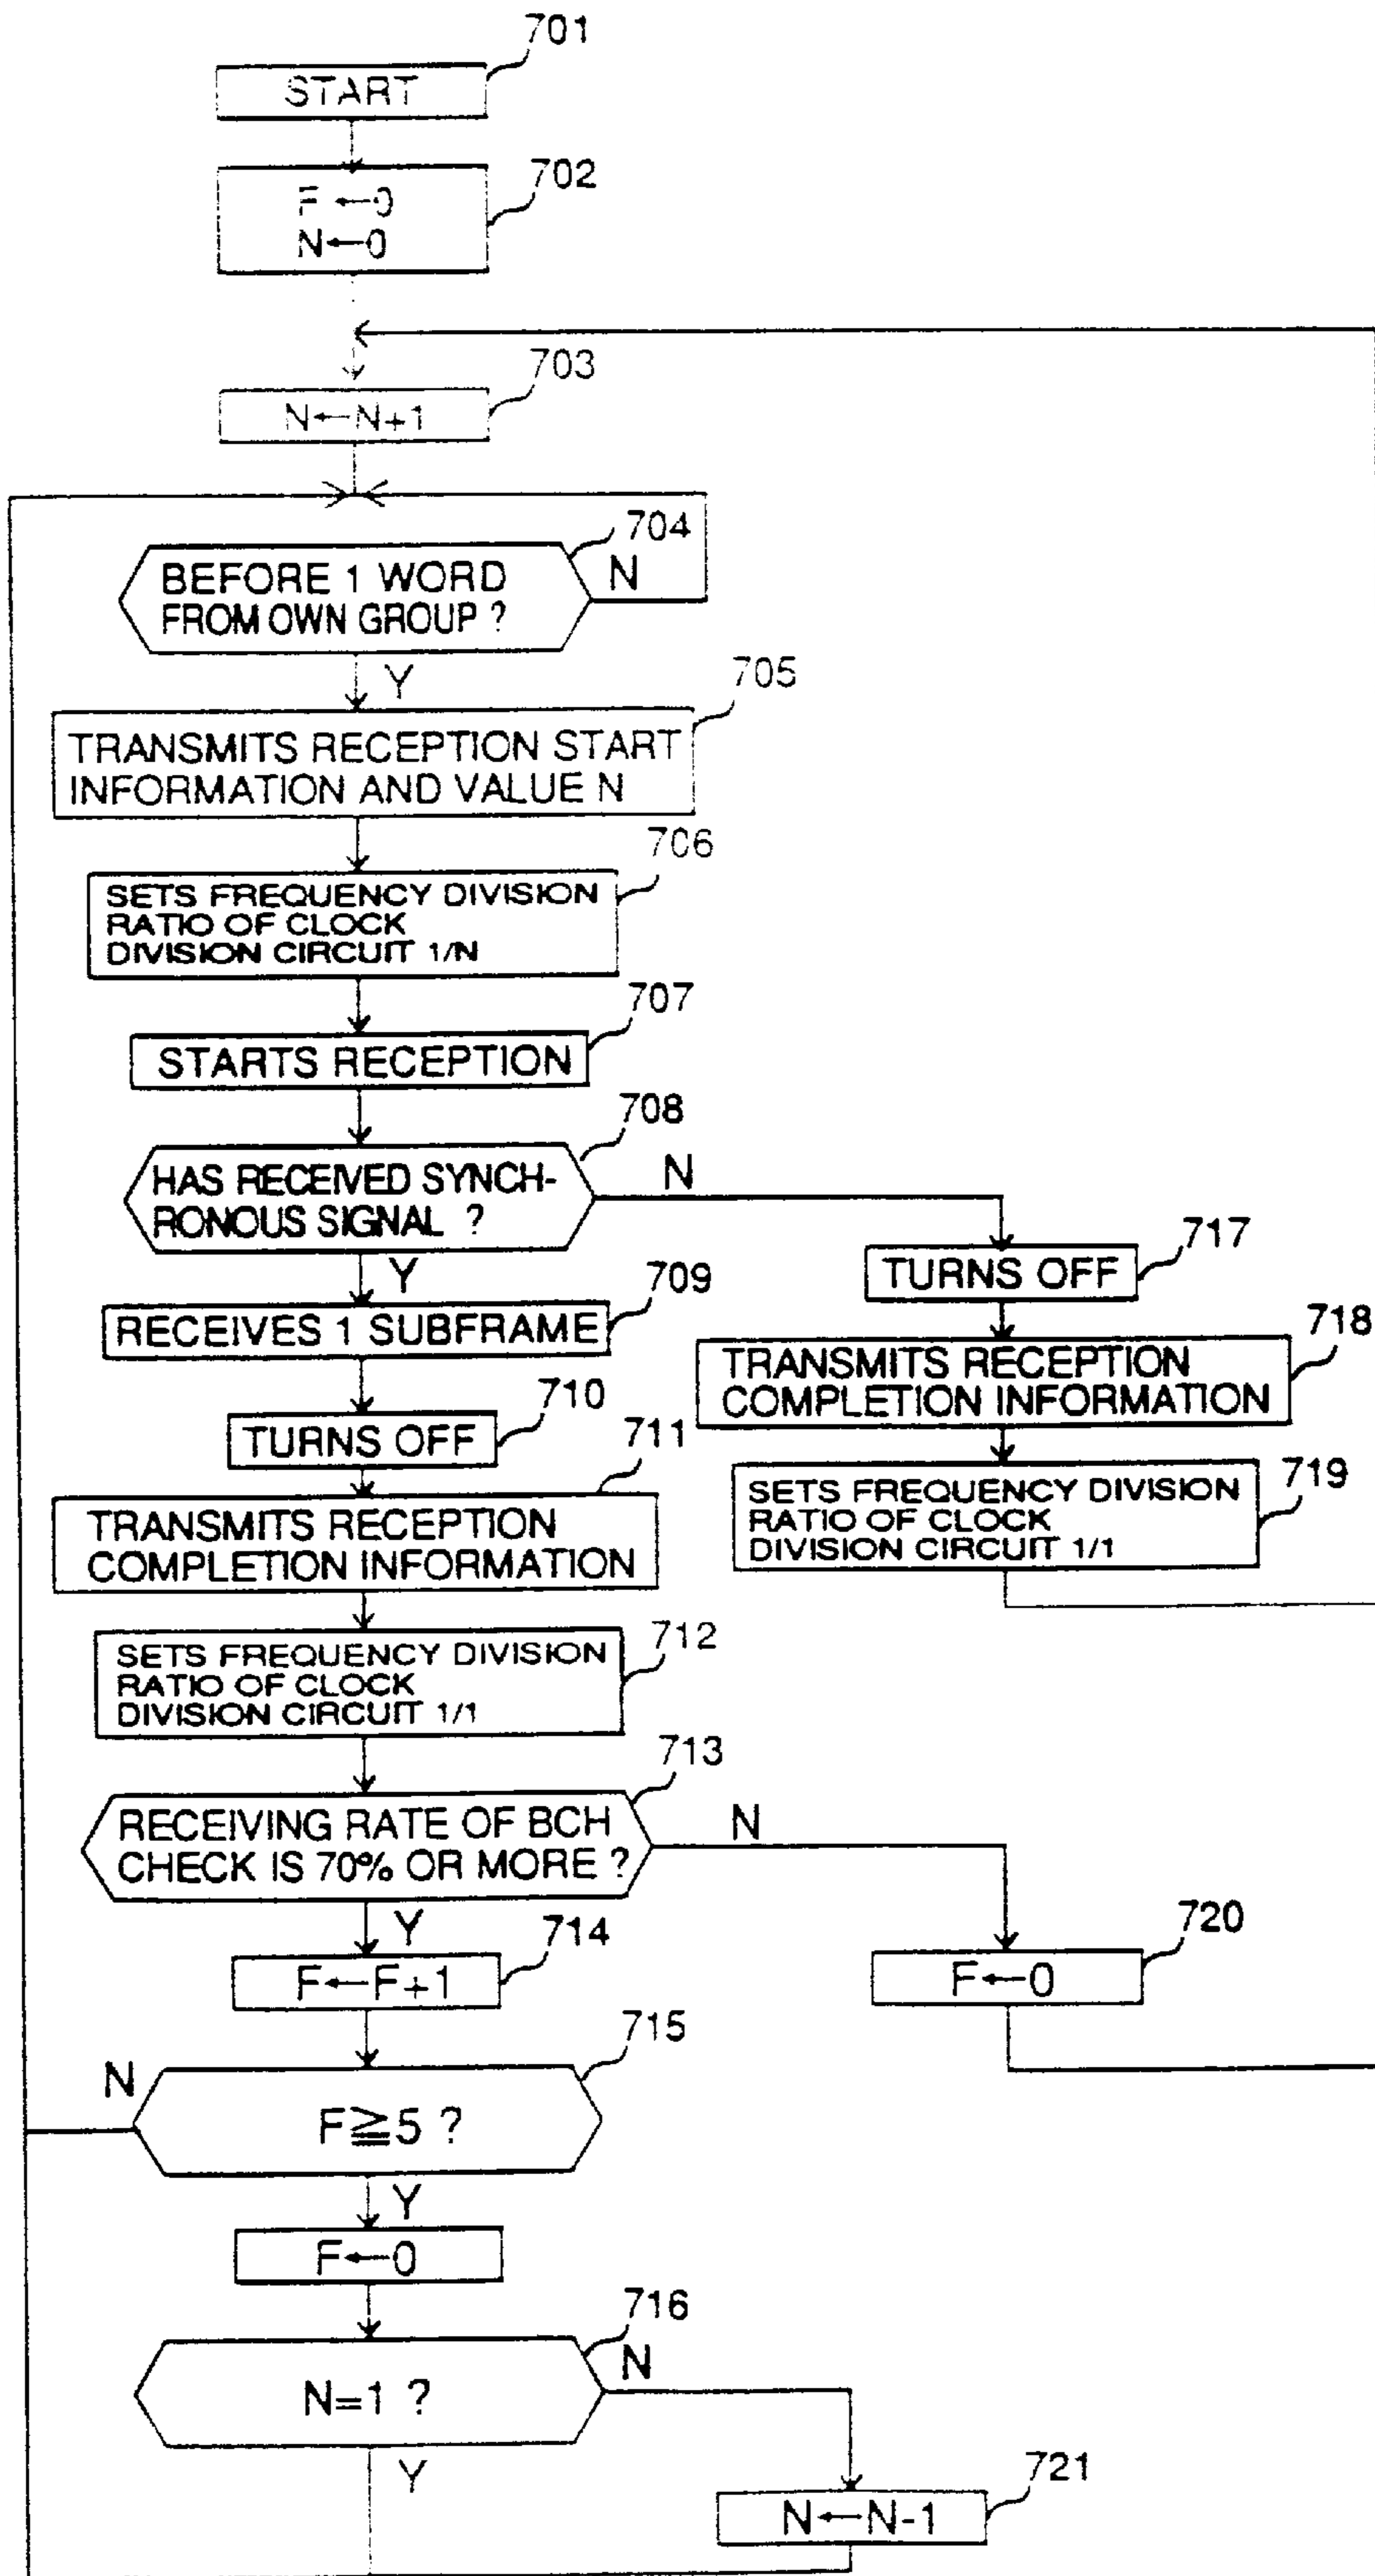 701
START
702
F←0
N←0
703
N←N+1
704
BEFORE 1 WORD
FROM OWN GROUP ?
N
Y
705
TRANSMITS RECEPTION START
INFORMATION AND VALUE N
706
SETS FREQUENCY DIVISION
RATIO OF CLOCK
DIVISION CIRCUIT 1/N
707
STARTS RECEPTION
708
HAS RECEIVED SYNCH-
RONOUS SIGNAL ?
N
Y
709
RECEIVES 1 SUBFRAME
717
TURNS OFF
710
TURNS OFF
718
TRANSMITS RECEPTION
COMPLETION INFORMATION
711
TRANSMITS RECEPTION
COMPLETION INFORMATION
719
SETS FREQUENCY DIVISION
RATIO OF CLOCK
DIVISION CIRCUIT 1/1
712
SETS FREQUENCY DIVISION
RATIO OF CLOCK
DIVISION CIRCUIT 1/1
713
RECEIVING RATE OF BCH
CHECK IS 70% OR MORE ?
N
Y
714
F←F+1
720
F←0
715
N
F≧5 ?
Y
F←0
716
N=1 ?
N
Y
721
N←N-1